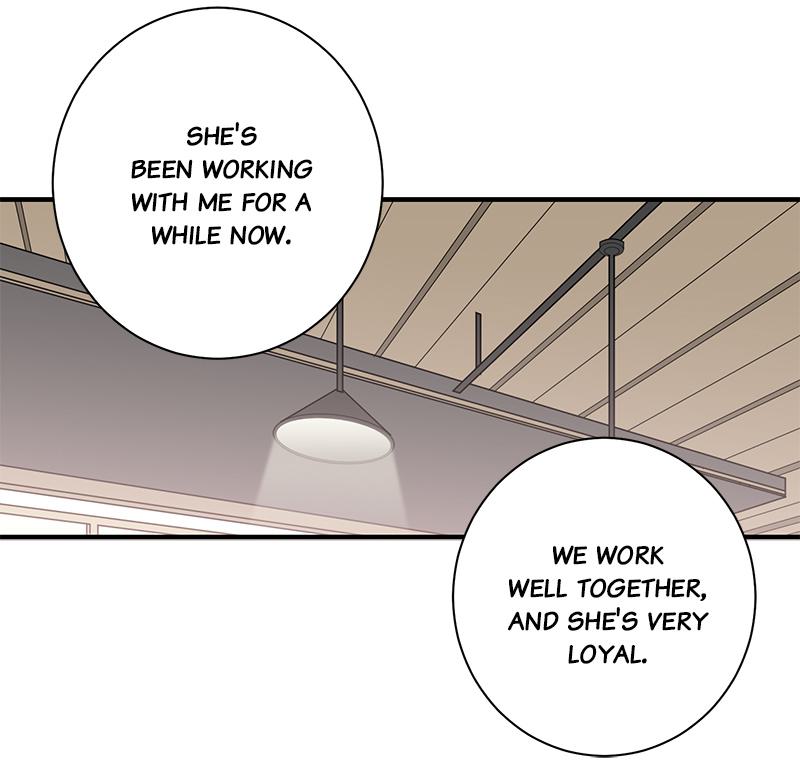 SHE'S
BEEN WORKING
WITH ME FOR A
WHILE NOW.
WE WORK
WELL TOGETHER,
AND SHE'S VERY
LOYAL.